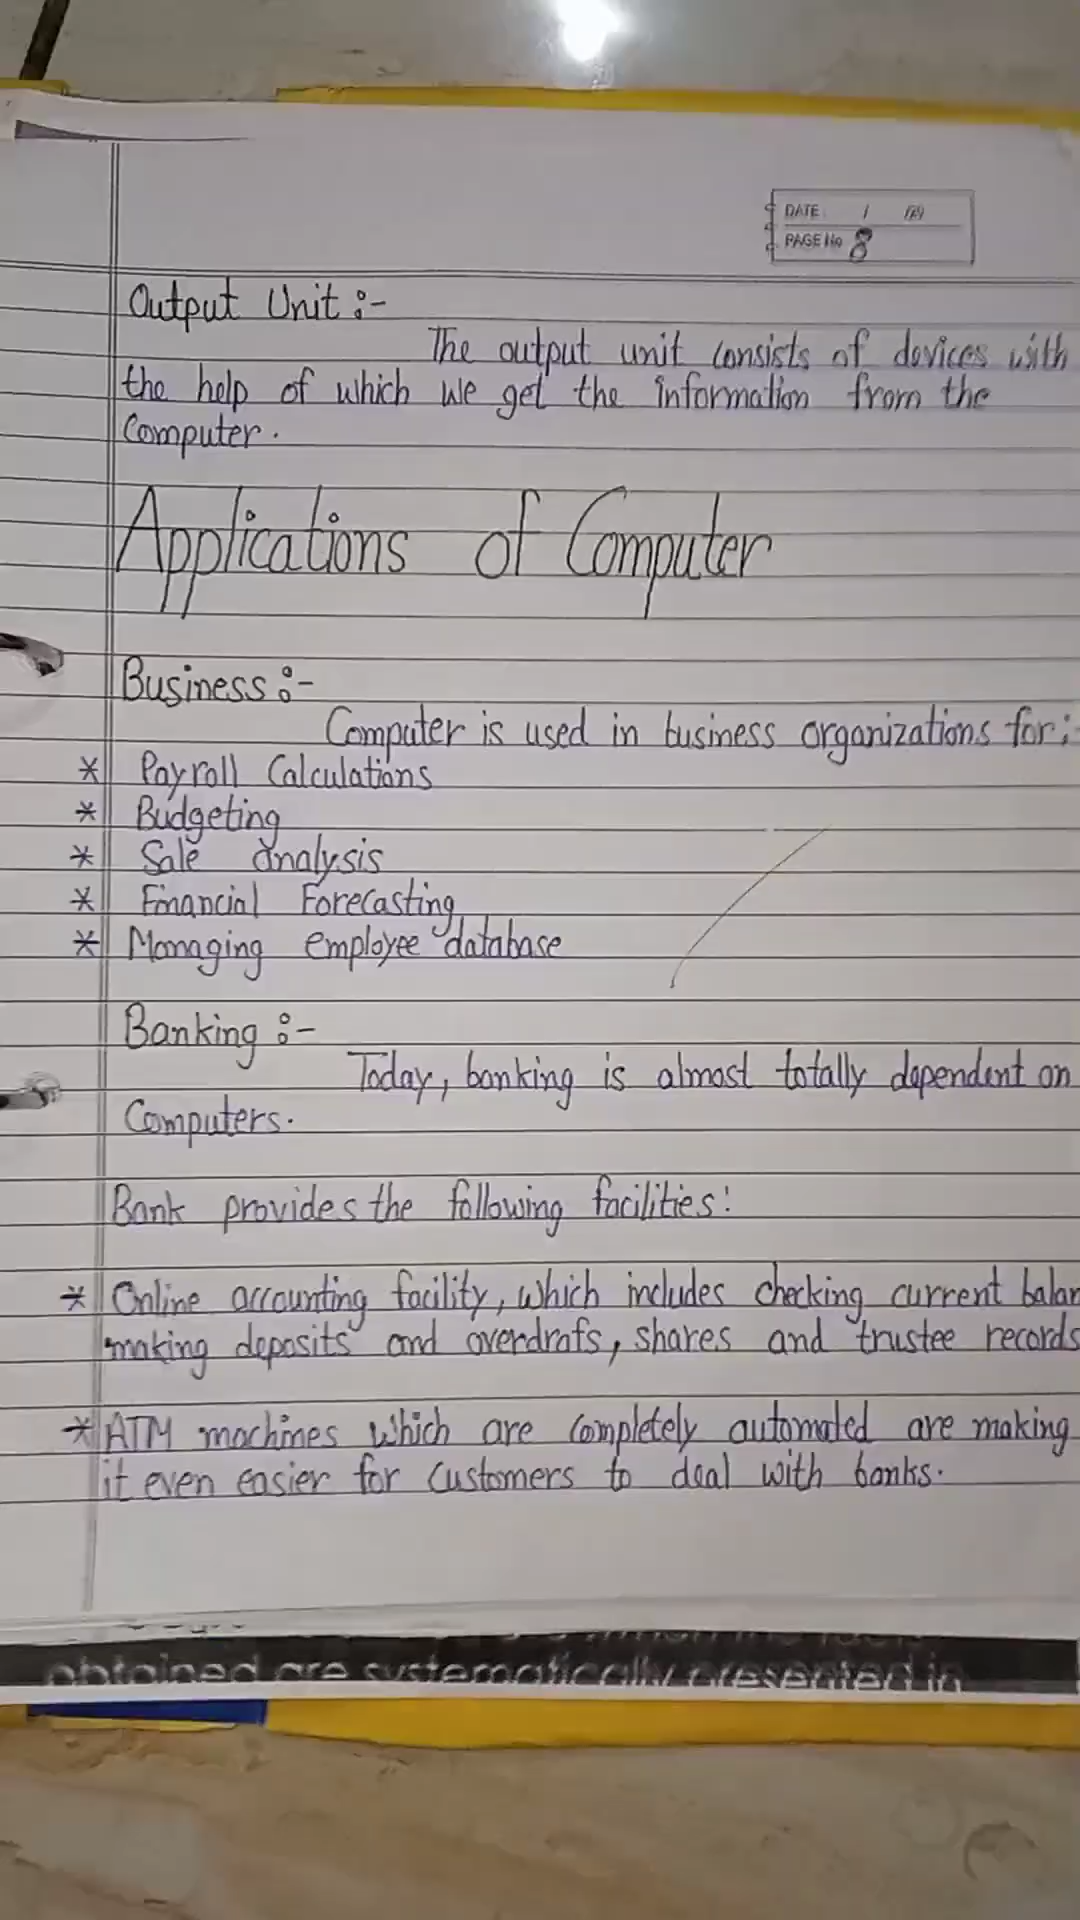 DATE /
PAGE No 8
Output Unit :-
The output unit consists of devices with
the help of which we get the information from the
Computer.
Applications of Computer
Business :-
Computer is used in business organizations for:-
* Payroll Calculations
* Budgeting
* Sale analysis
* Financial Forecasting
* Managing employee database
Banking :-
Today, banking is almost totally dependent on
Computers.
Bank provides the following facilities:
* Online accounting facility, which includes checking current balan
making deposits and overdrafs, shares and trustee records
* ATM machines which are completely automated are making
it even easier for customers to deal with banks.
obtained are systematically presented in